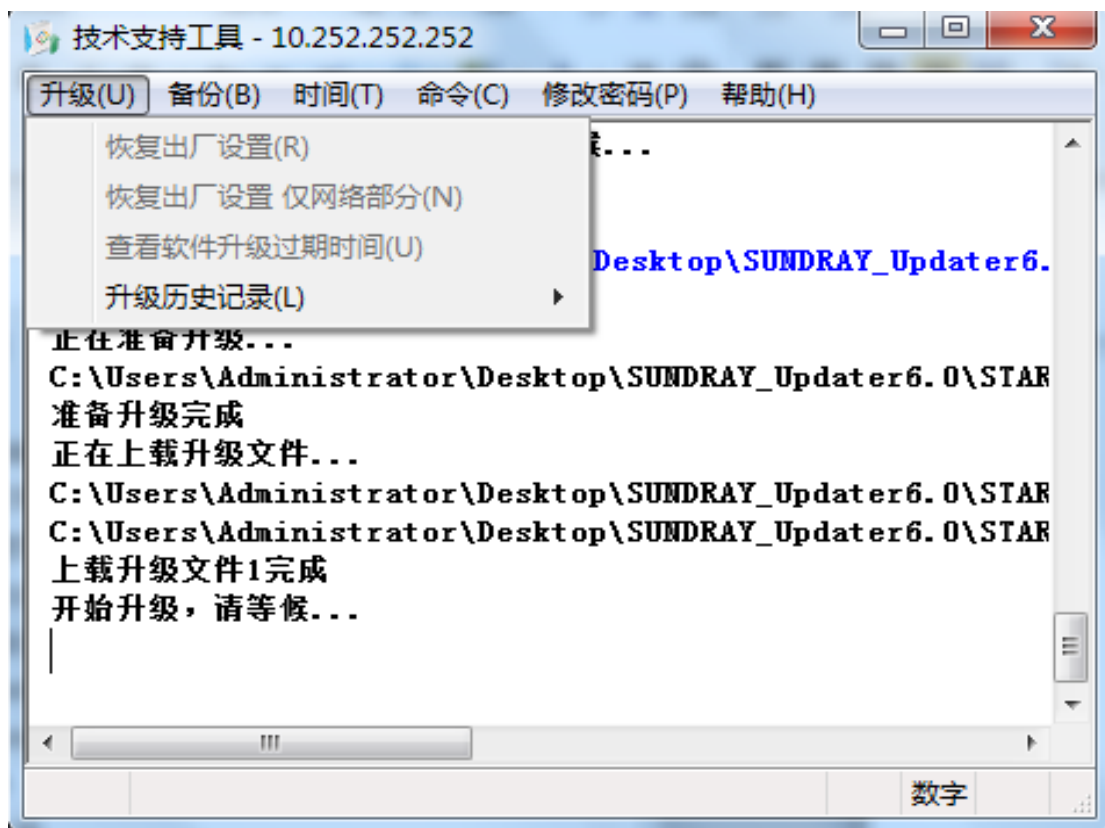 技术支持工具 - 10.252.252.252
升级(U) 备份(B) 时间(T) 命令(C) 修改密码(P) 帮助(H)
恢复出厂设置(R)
...
恢复出厂设置 仅网络部分(N)
查看软件升级过期时间(U)
Desktop\SUNDRAY_Updater6.
升级历史记录(L)
正在准备升级...
C:\Users\Administrator\Desktop\SUNDRAY_Updater6.0\STAR
准备升级完成
正在上载升级文件...
C:\Users\Administrator\Desktop\SUNDRAY_Updater6.0\STAR
C:\Users\Administrator\Desktop\SUNDRAY_Updater6.0\STAR
上载升级文件1完成
开始升级，请等候...
数字